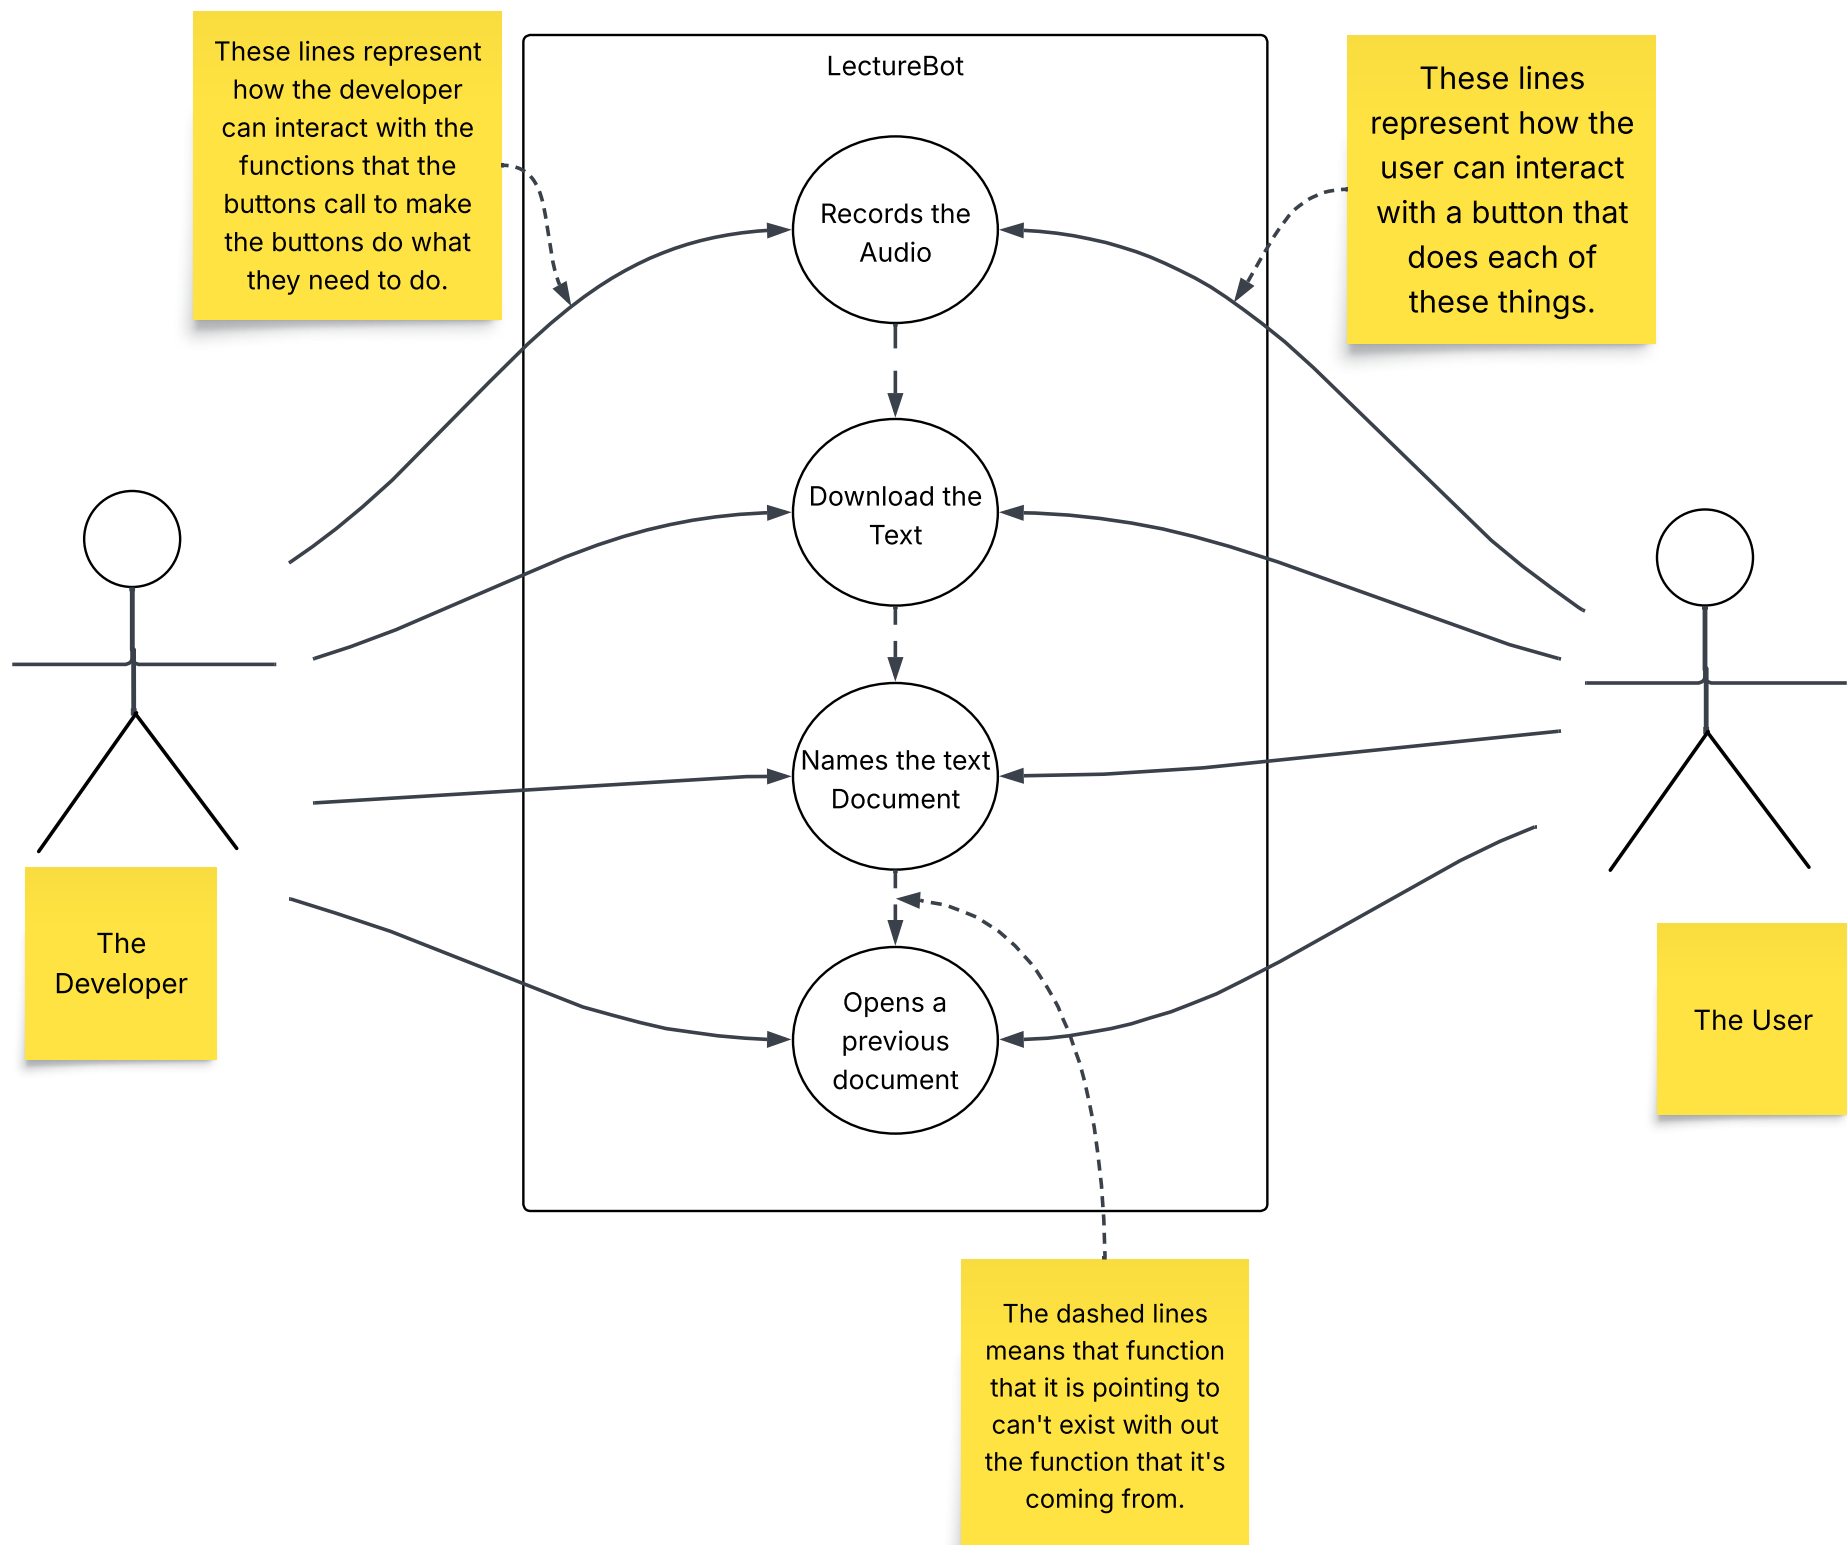 These lines represent
how the developer
can interact with the
functions that the
buttons call to make
the buttons do what
they need to do.
LectureBot
These lines
represent how the
user can interact
with a button that
does each of
these things.
Records the
Audio
Download the
Text
Names the text
Document
Opens a
previous
document
The
Developer
The User
The dashed lines
means that function
that it is pointing to
can't exist with out
the function that it's
coming from.